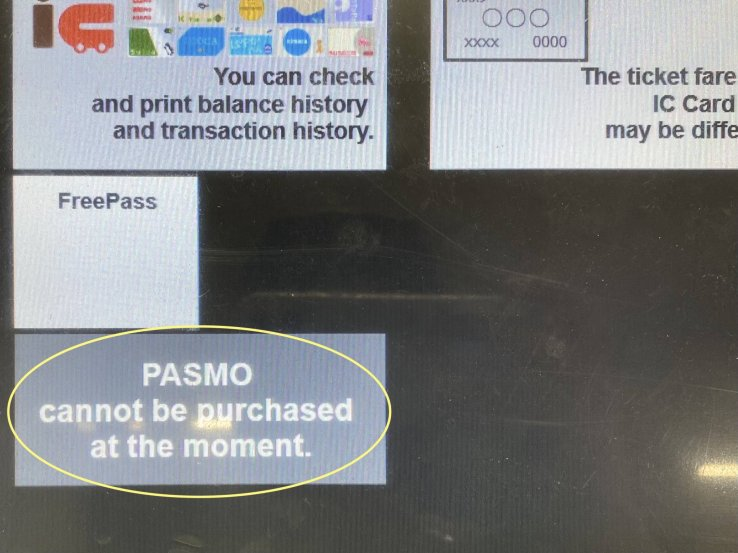 You can check
and print balance history
and transaction history.
xxxx 0000
The ticket fare
IC Card
may be diffe
FreePass
PASMO
cannot be purchased
at the moment.